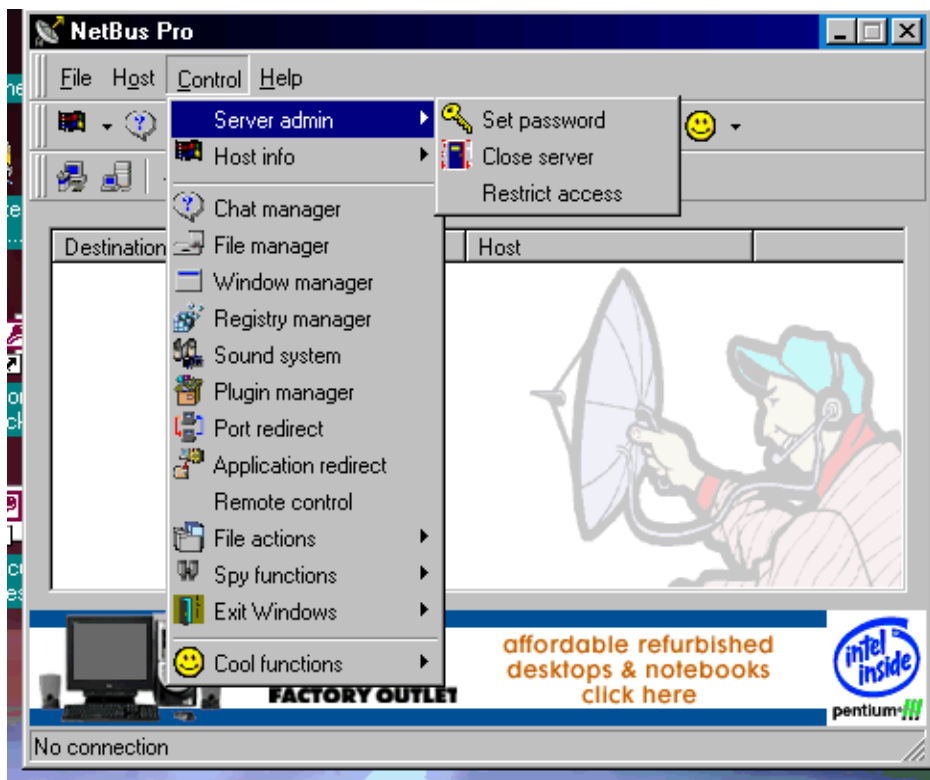 NetBus Pro
File Host Control Help
Server admin
Set password
Host info
Close server
Restrict access
Chat manager
Destination
Host
File manager
Window manager
Registry manager
Sound system
Plugin manager
Port redirect
Application redirect
Remote control
File actions
Spy functions
Exit Windows
Cool functions
FACTORY OUTLET
affordable refurbished
desktops & notebooks
click here
intel
inside
pentium
No connection